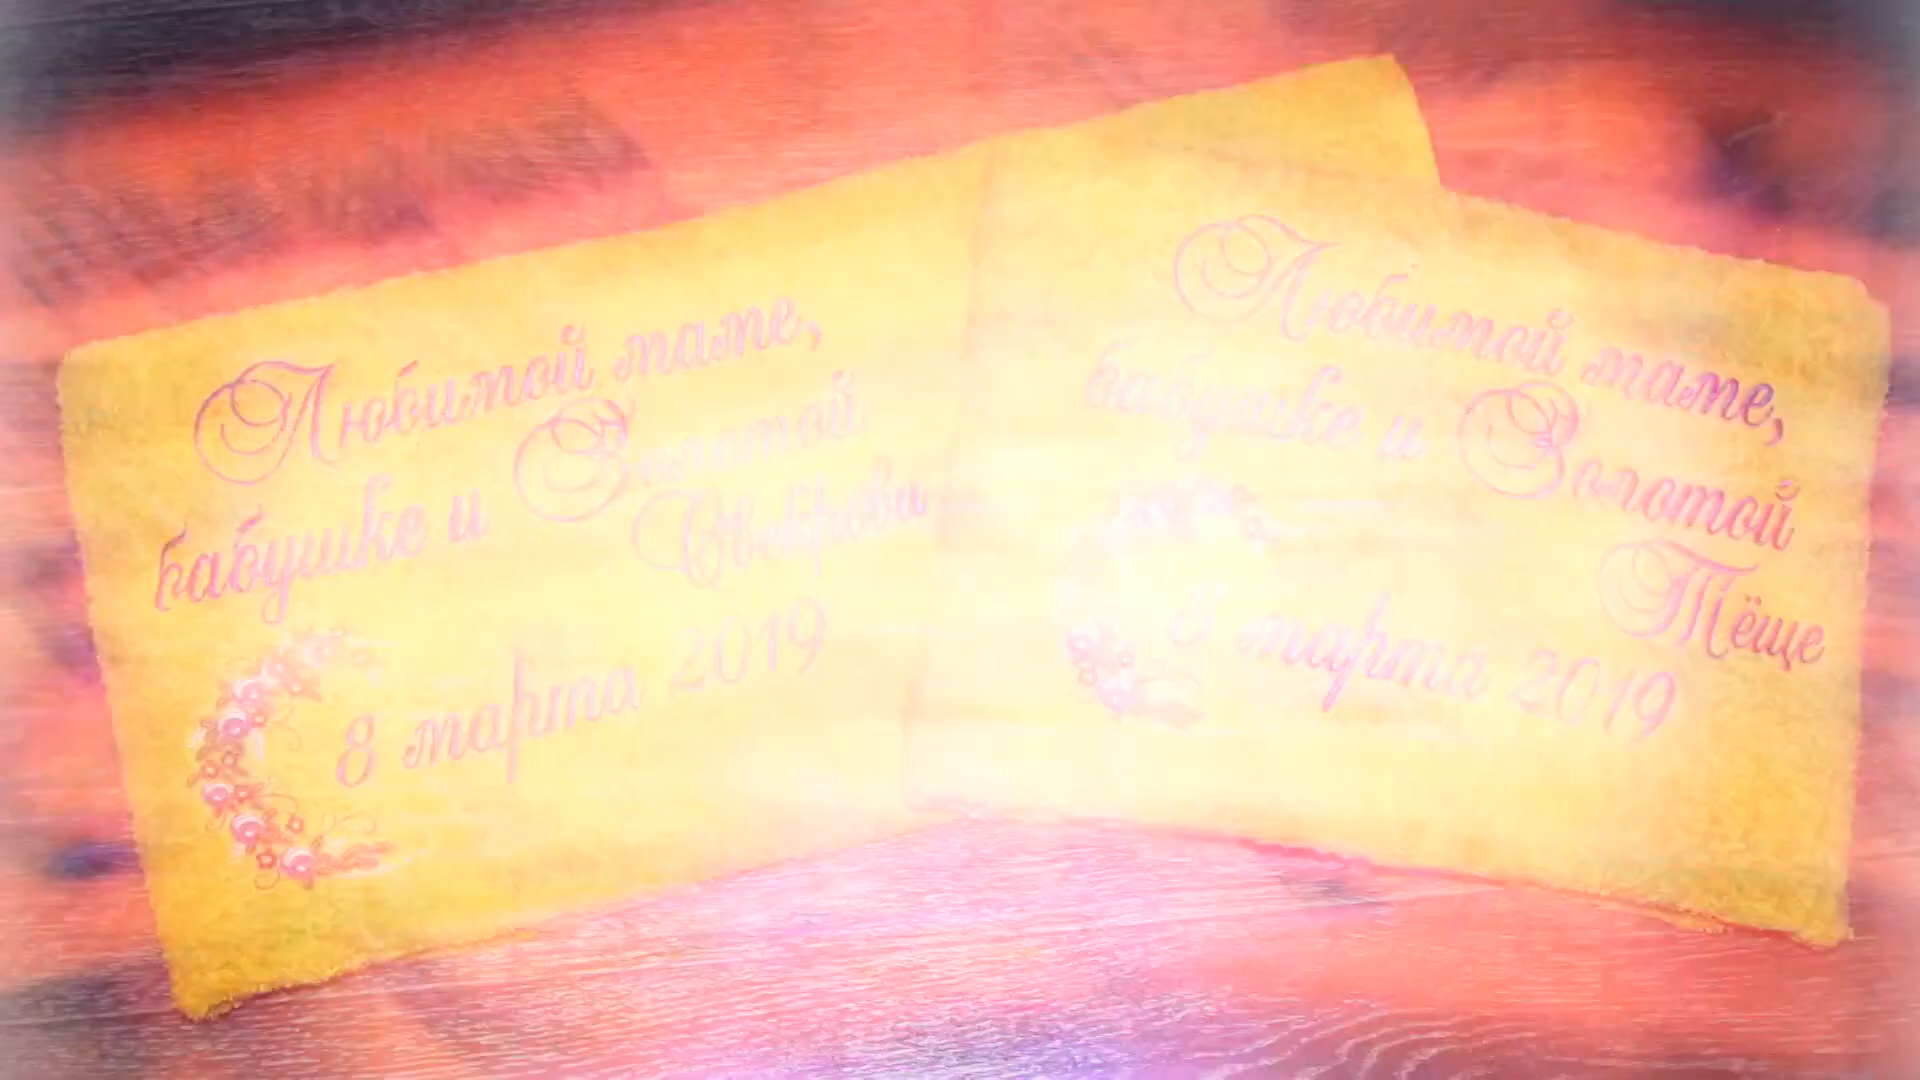 Любимой маме,
бабушке и Золотой
Свекрови
8 марта 2019
Любимой маме,
бабушке и Золотой
Тёще
8 марта 2019